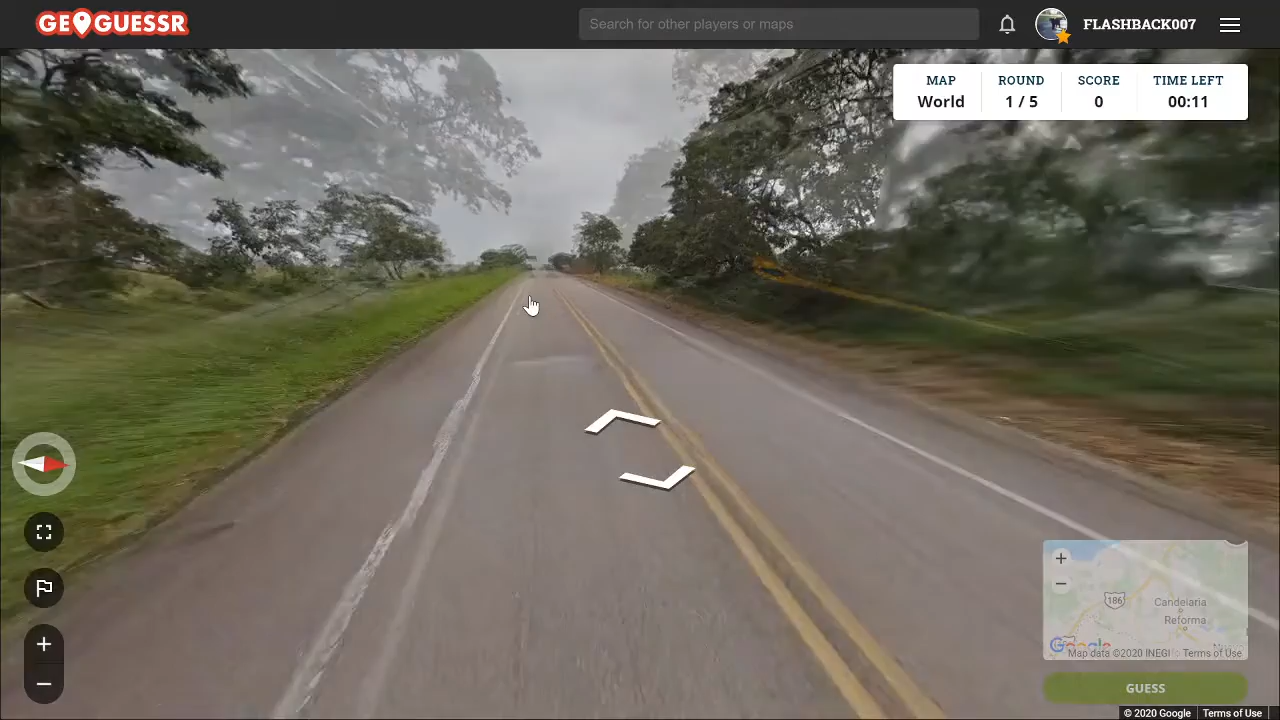 GEOGUESSR
Search for other players or maps
FLASHBACK007
MAP ROUND SCORE TIME LEFT
World 1 / 5 0 00:11
186
Candelaria
Reforma
Google
Map data ©2020 INEGI
Terms of Use
GUESS
© 2020 Google
Terms of Use